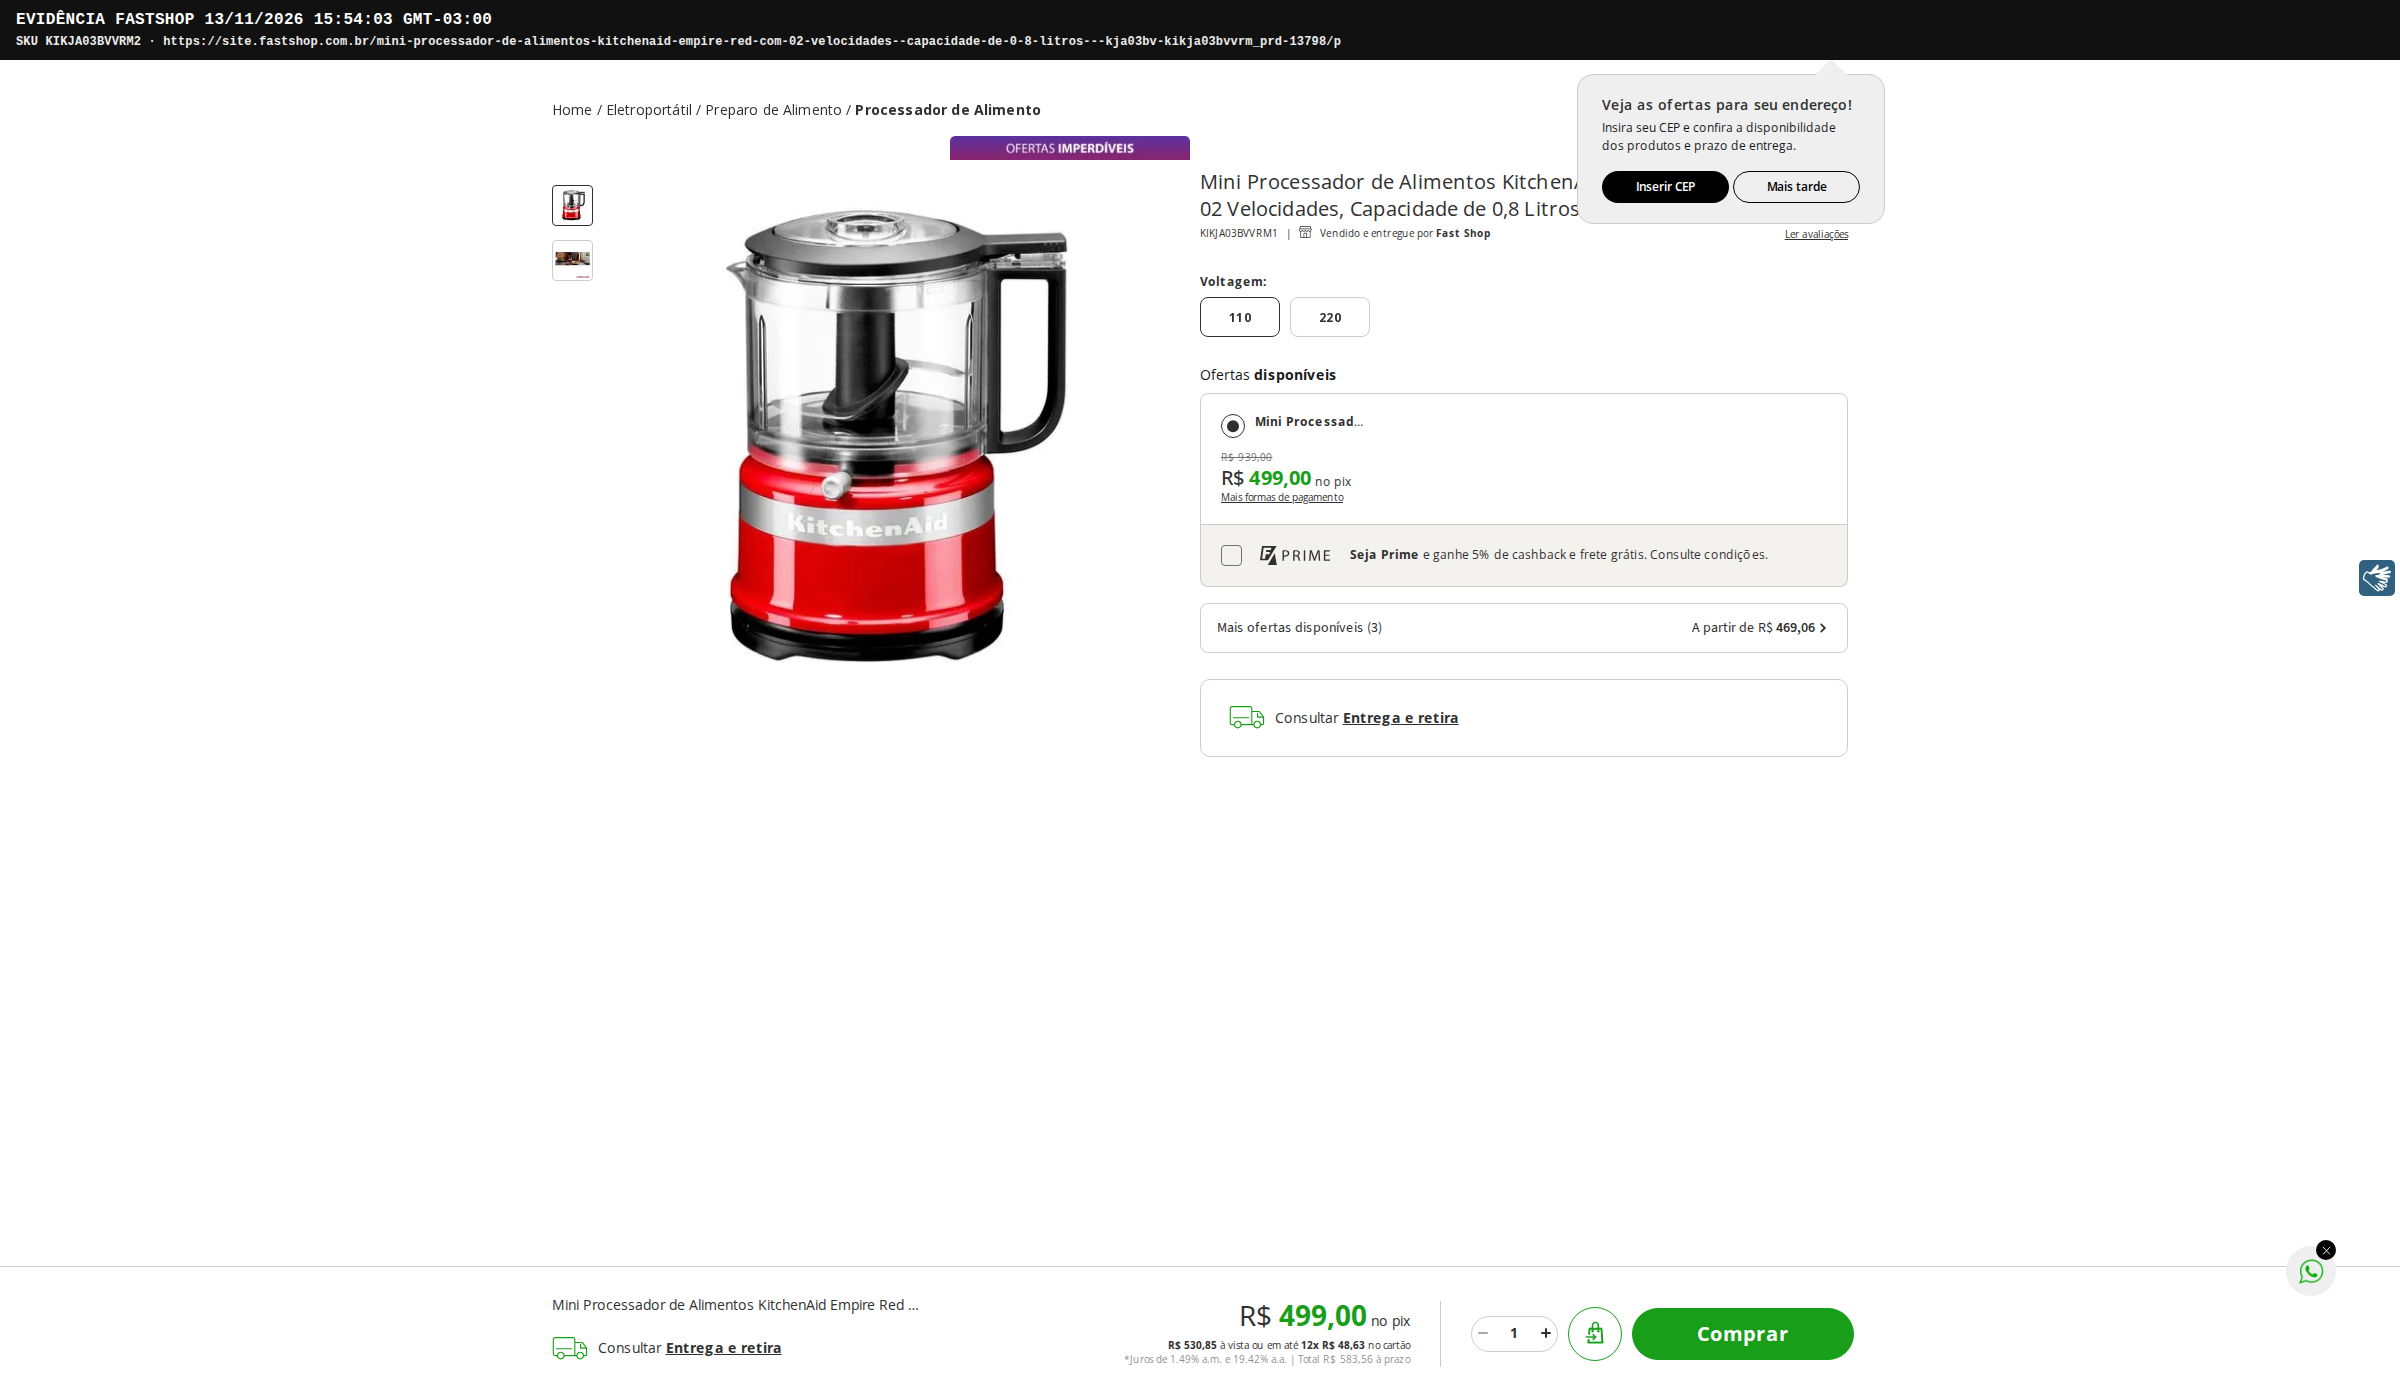 EVIDÊNCIA FASTSHOP 13/11/2026 15:54:03 GMT-03:00
SKU KIKJA03BVVRM2 · https://site.fastshop.com.br/mini-processador-de-alimentos-kitchenaid-empire-red-com-02-velocidades--capacidade-de-0-8-litros---kja03bv-kikja03bvvrm_prd-13798/p
Home / Eletroportátil / Preparo de Alimento / Processador de Alimento
Veja as ofertas para seu endereço!
Insira seu CEP e confira a disponibilidade
dos produtos e prazo de entrega.
Inserir CEP
Mais tarde
OFERTAS IMPERDÍVEIS
Mini Processador de Alimentos Kitchen
02 Velocidades, Capacidade de 0,8 Litros
KIKJA03BVVRM1 | Vendido e entregue por Fast Shop
Ler avaliações
KitchenAid
Voltagem:
110
220
Ofertas disponíveis
Mini Processad...
R$ 939,00
R$ 499,00 no pix
Mais formas de pagamento
PRIME
Seja Prime e ganhe 5% de cashback e frete grátis. Consulte condições.
Mais ofertas disponíveis (3)
A partir de R$ 469,06
Consultar Entrega e retira
Mini Processador de Alimentos KitchenAid Empire Red ...
Consultar Entrega e retira
R$ 499,00 no pix
R$ 530,85 à vista ou em até 12x R$ 48,63 no cartão
*Juros de 1.49% a.m. e 19.42% a.a. | Total R$ 583,56 à prazo
1
Comprar